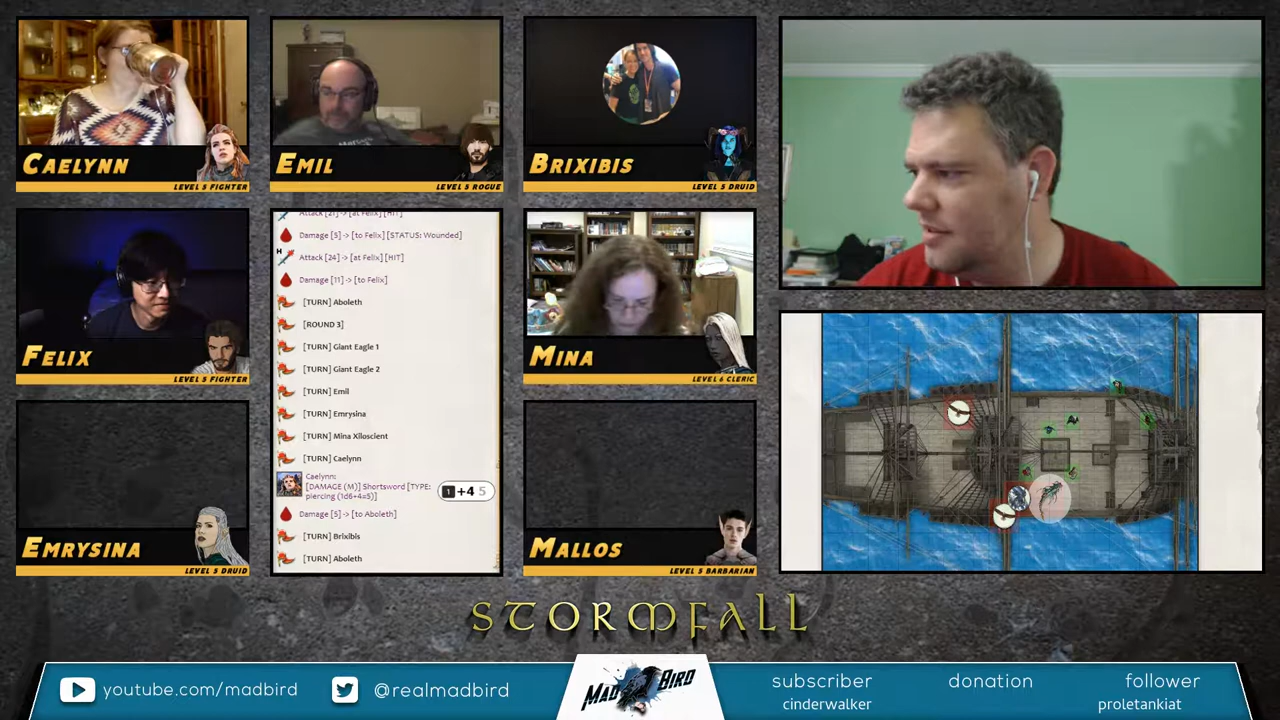 CAELYNN
LEVEL 5 FIGHTER
EMIL
LEVEL 5 ROGUE
BRIXIBIS
LEVEL 5 DRUID
FELIX
LEVEL 5 FIGHTER
Attack [21] -> [at Felix] [HIT]
Damage [5] -> [to Felix] [STATUS: Wounded]
H
Attack [24] -> [at Felix] [HIT]
Damage [11] -> [to Felix]
[TURN] Aboleth
[ROUND 3]
[TURN] Giant Eagle 1
[TURN] Giant Eagle 2
[TURN] Emil
[TURN] Emrysina
[TURN] Mina Xiloscient
[TURN] Caelynn
Caelynn:
[DAMAGE (M)] Shortsword [TYPE:
piercing (1d6+4=5)]
1 +4 5
Damage [5] -> [to Aboleth]
[TURN] Brixibis
[TURN] Aboleth
MINA
LEVEL 6 CLERIC
EMRYSINA
LEVEL 5 DRUID
MALLOS
LEVEL 5 BARBARIAN
STORMFALL
youtube.com/madbird
@realmadbird
MAD BIRD
subscriber
cinderwalker
donation
follower
proletankiat